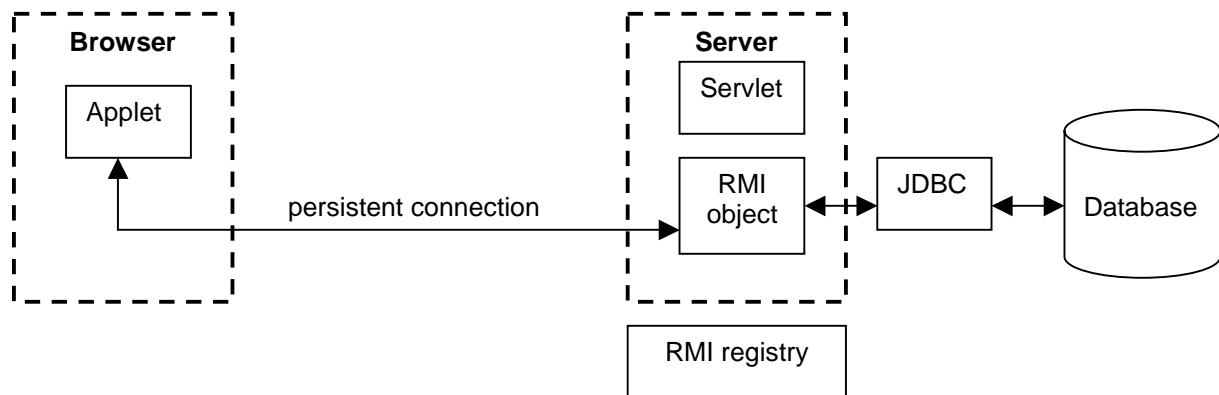 Browser
Applet
persistent connection
Server
Servlet
RMI
object
JDBC
Database
RMI registry